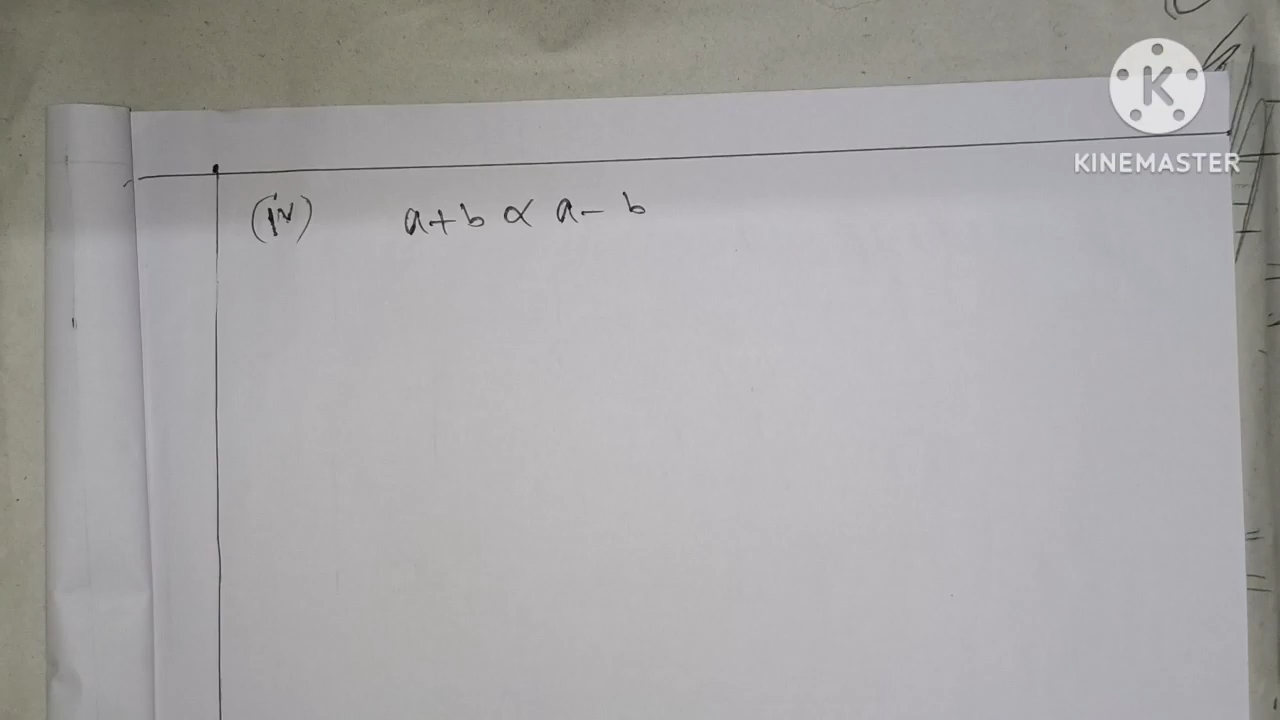 KINEMASTER
(iv) a+b ∝ a-b